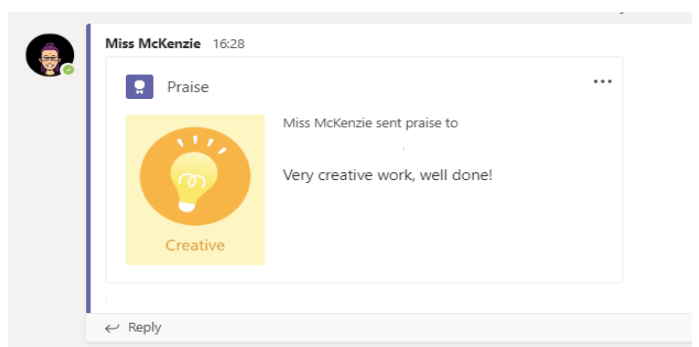 Miss McKenzie 16:28
Praise
Miss McKenzie sent praise to
Very creative work, well done!
Creative
Reply